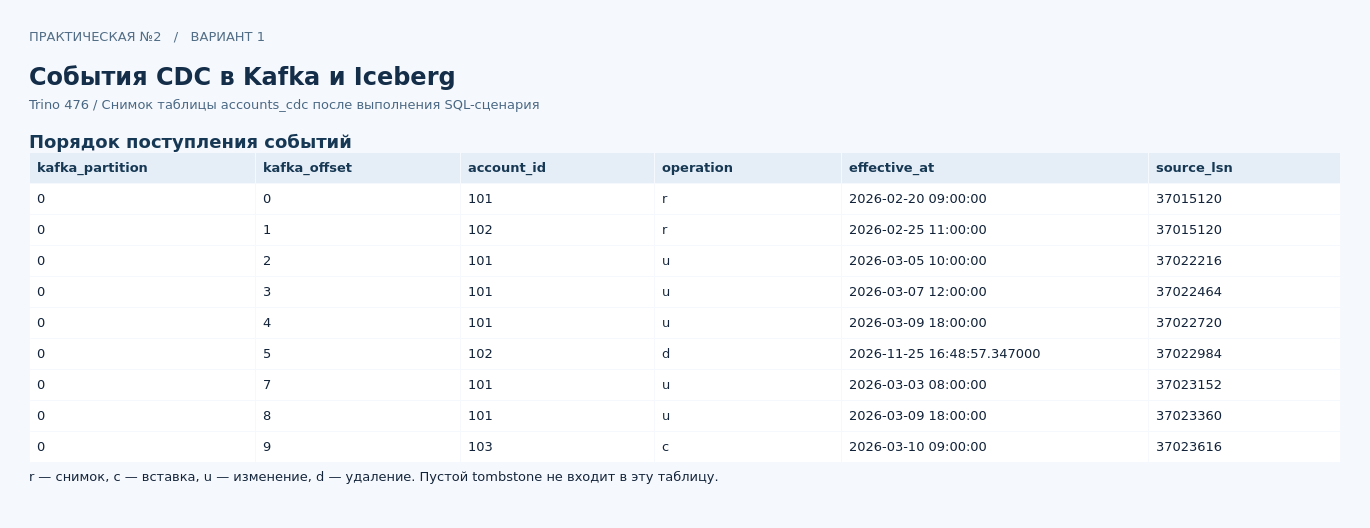 ПРАКТИЧЕСКАЯ №2 / ВАРИАНТ 1
События CDC в Kafka и Iceberg
Trino 476 / Снимок таблицы accounts_cdc после выполнения SQL-сценария
Порядок поступления событий
kafka_partition kafka_offset account_id operation effective_at source_lsn
0 0 101 r 2026-02-20 09:00:00 37015120
0 1 102 r 2026-02-25 11:00:00 37015120
0 2 101 u 2026-03-05 10:00:00 37022216
0 3 101 u 2026-03-07 12:00:00 37022464
0 4 101 u 2026-03-09 18:00:00 37022720
0 5 102 d 2026-11-25 16:48:57.347000 37022984
0 7 101 u 2026-03-03 08:00:00 37023152
0 8 101 u 2026-03-09 18:00:00 37023360
0 9 103 c 2026-03-10 09:00:00 37023616
r — снимок, c — вставка, u — изменение, d — удаление. Пустой tombstone не входит в эту таблицу.